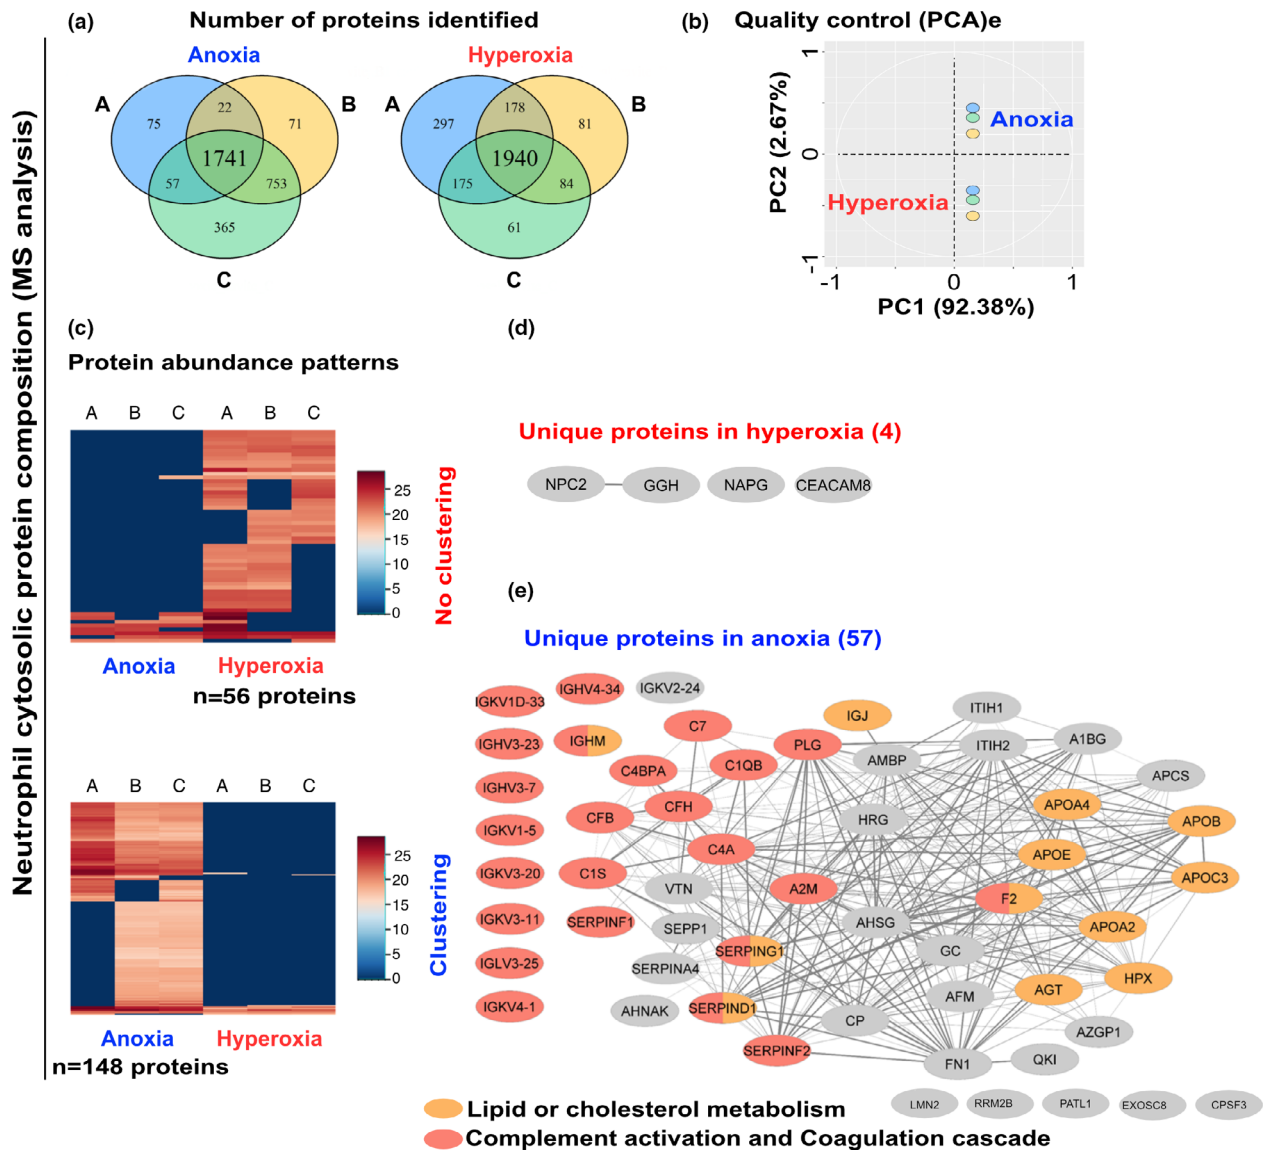 (a)
Number of proteins identified
(b)
Quality control (PCA)e
Neutrophil cytosolic protein composition (MS analysis)
Anoxia
A
B
C
75
22
71
1741
57
753
365
Hyperoxia
A
B
C
297
178
81
1940
175
84
61
PC2 (2.67%)
1
0
-1
Anoxia
Hyperoxia
-1
0
1
PC1 (92.38%)
(c)
Protein abundance patterns
A B C A B C
25
20
15
10
5
0
No clustering
Anoxia Hyperoxia
n=56 proteins
A B C A B C
25
20
15
10
5
0
Clustering
Anoxia Hyperoxia
n=148 proteins
(d)
Unique proteins in hyperoxia (4)
NPC2 GGH NAPG CEACAM8
(e)
Unique proteins in anoxia (57)
IGKV1D-33
IGHV4-34
IGKV2-24
IGHV3-23
IGHM
IGHV3-7
IGKV1-5
IGKV3-20
IGKV3-11
IGLV3-25
IGKV4-1
C7
C4BPA
C1QB
CFB
CFH
C4A
C1S
SERPINF1
PLG
IGJ
AMBP
ITIH1
ITIH2
A1BG
APCS
HRG
APOA4
APOB
APOE
APOC3
VTN
A2M
F2
SEPP1
AHSG
APOA2
SERPING1
GC
SERPINA4
HPX
AFM
AGT
AHNAK
SERPIND1
CP
AZGP1
SERPINF2
FN1
QKI
LMN2
RRM2B
PATL1
EXOSC8
CPSF3
Lipid or cholesterol metabolism
Complement activation and Coagulation cascade